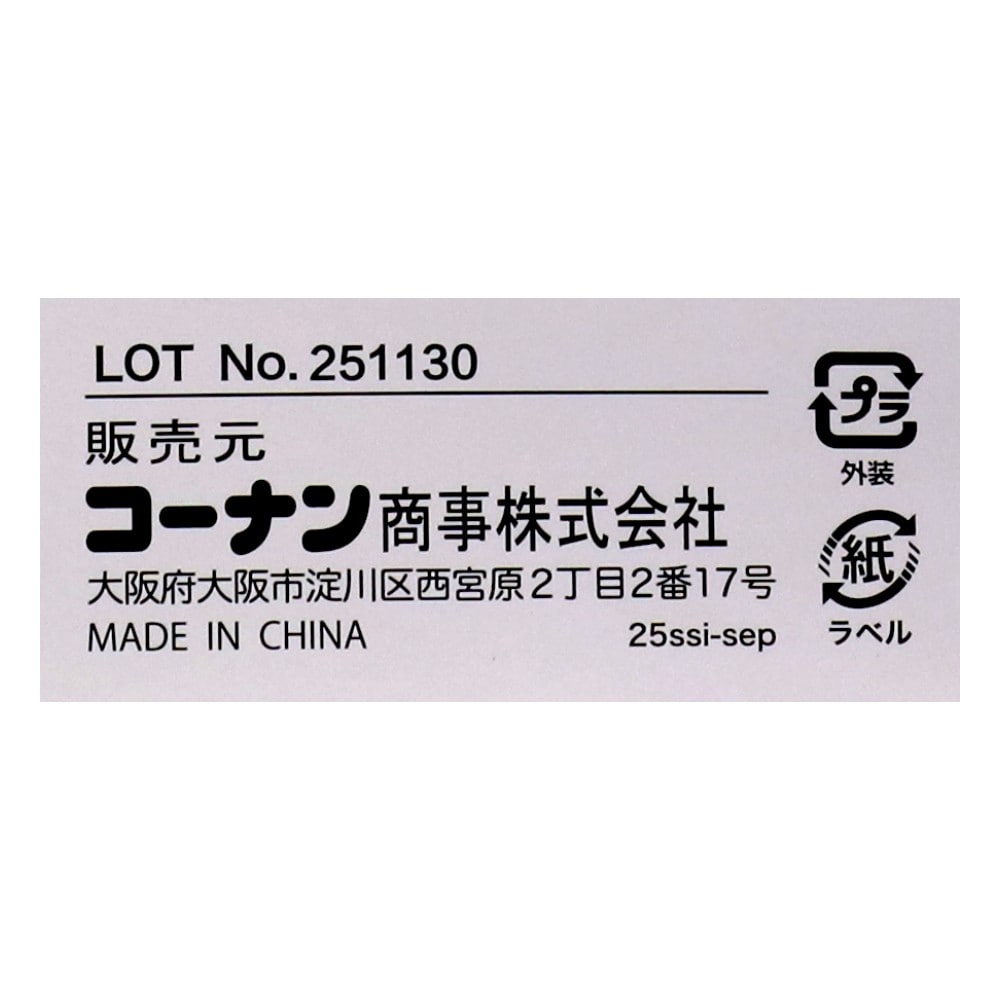 LOT No. 251130
販売元
コーナン商事株式会社
大阪府大阪市淀川区西宮原2丁目2番17号
MADE IN CHINA
25ssi-sep
プラ
外装
紙
ラベル